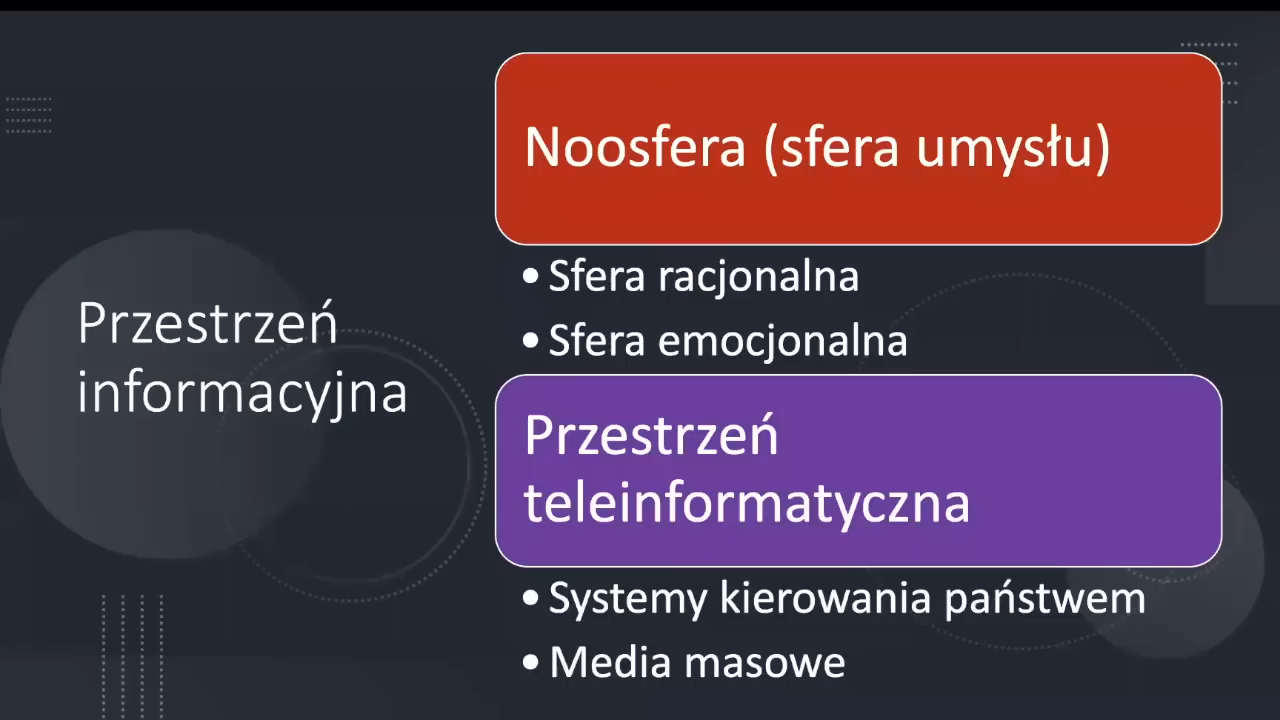 Przestrzeń
informacyjna
Noosfera (sfera umysłu)
• Sfera racjonalna
• Sfera emocjonalna
Przestrzeń
teleinformatyczna
• Systemy kierowania państwem
• Media masowe